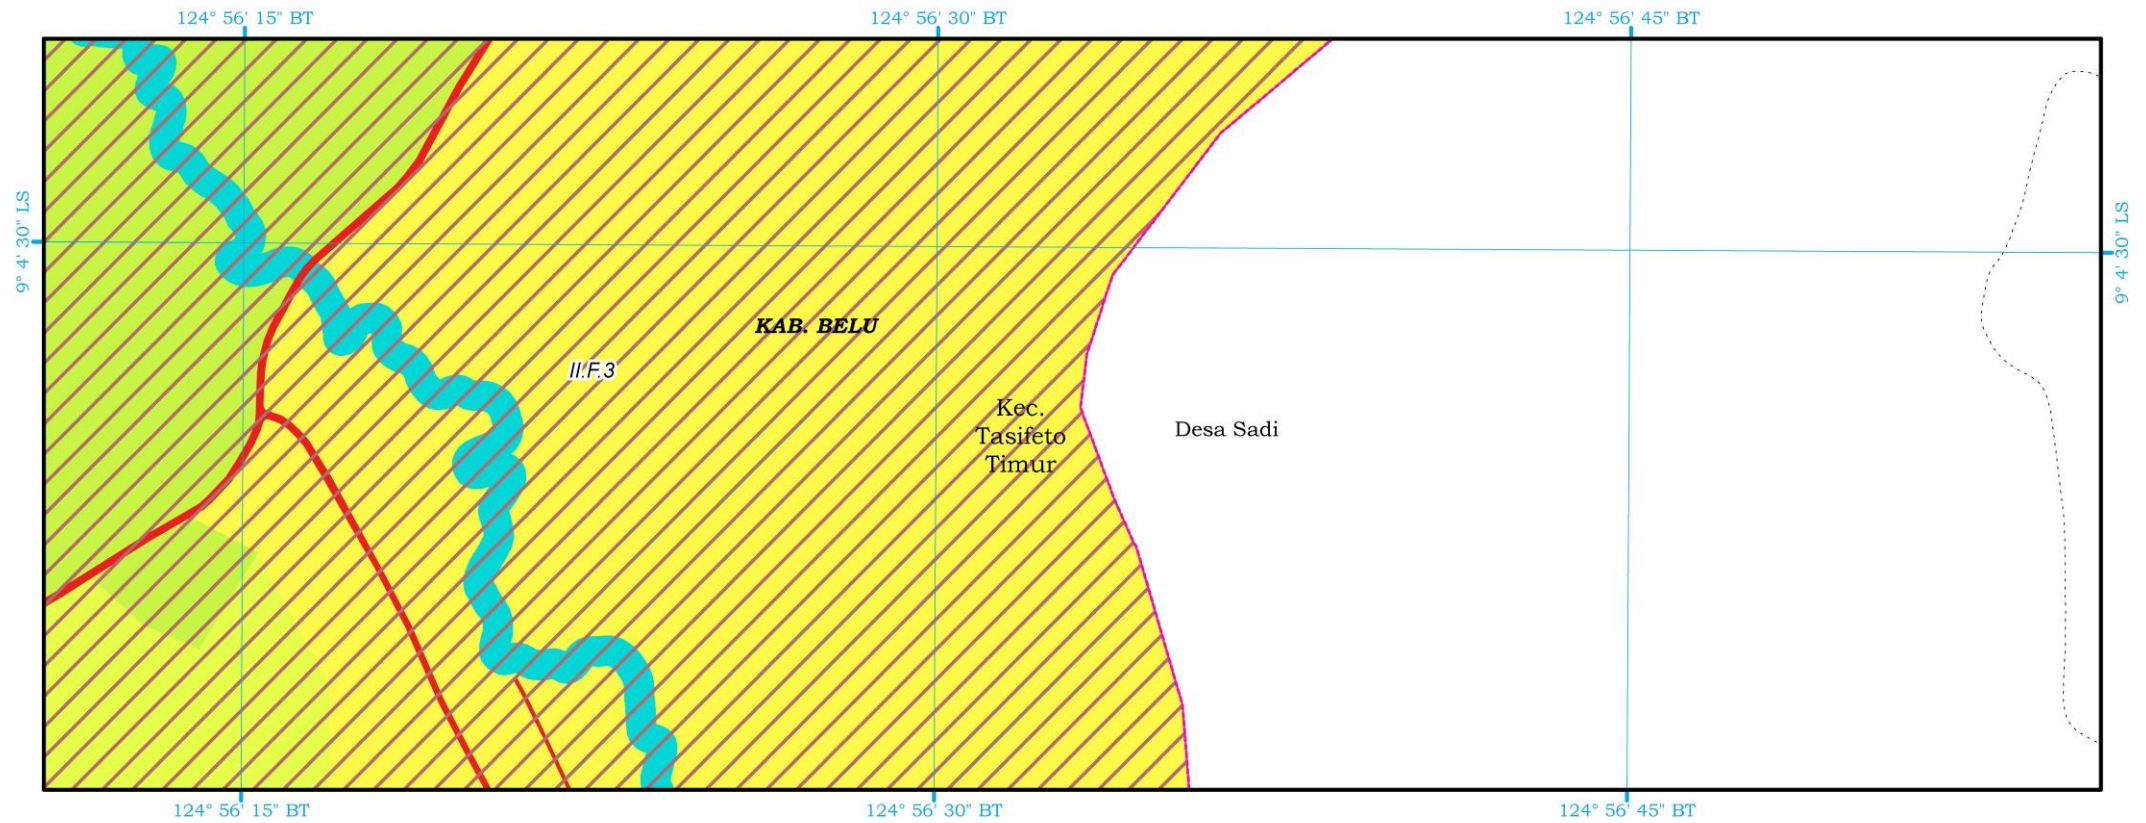 124° 56' 15" BT
124° 56' 30" BT
124° 56' 45" BT
9° 4' 30" LS
9° 4' 30" LS
KAB. BELU
II.F.3
Kec.
Tasifeto
Timur
Desa Sadi
124° 56' 15" BT
124° 56' 30" BT
124° 56' 45" BT